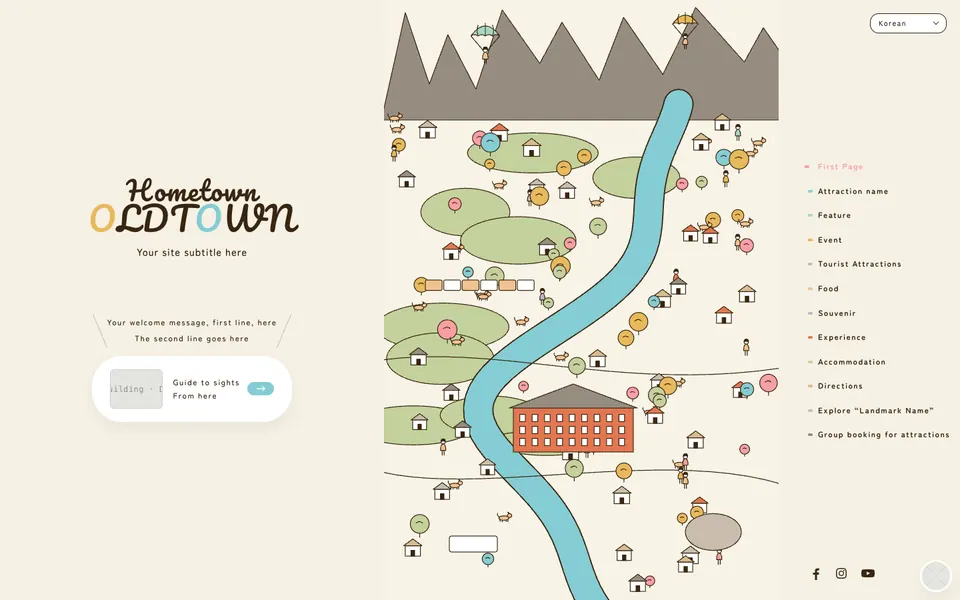 Hometown
OLDTOWN
Your site subtitle here
Your welcome message, first line, here
The second line goes here
Guide to sights
From here
Korean
First Page
Attraction name
Feature
Event
Tourist Attractions
Food
Souvenir
Experience
Accommodation
Directions
Explore “Landmark Name”
Group booking for attractions